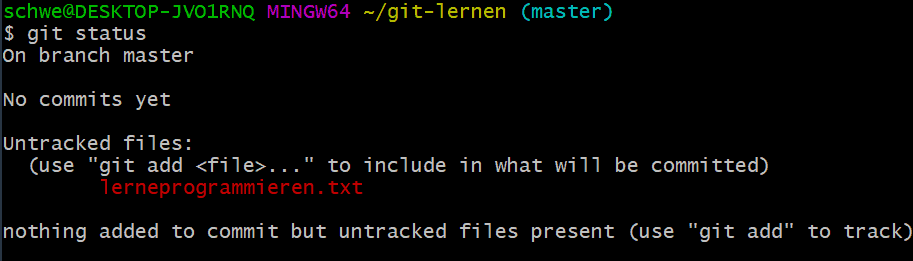 schwe@DESKTOP-JVO1RNQ MINGW64 ~/git-lernen (master)
$ git status
On branch master
No commits yet
Untracked files:
(use "git add <file>..." to include in what will be committed)
lerneprogrammieren.txt
nothing added to commit but untracked files present (use "git add" to track)